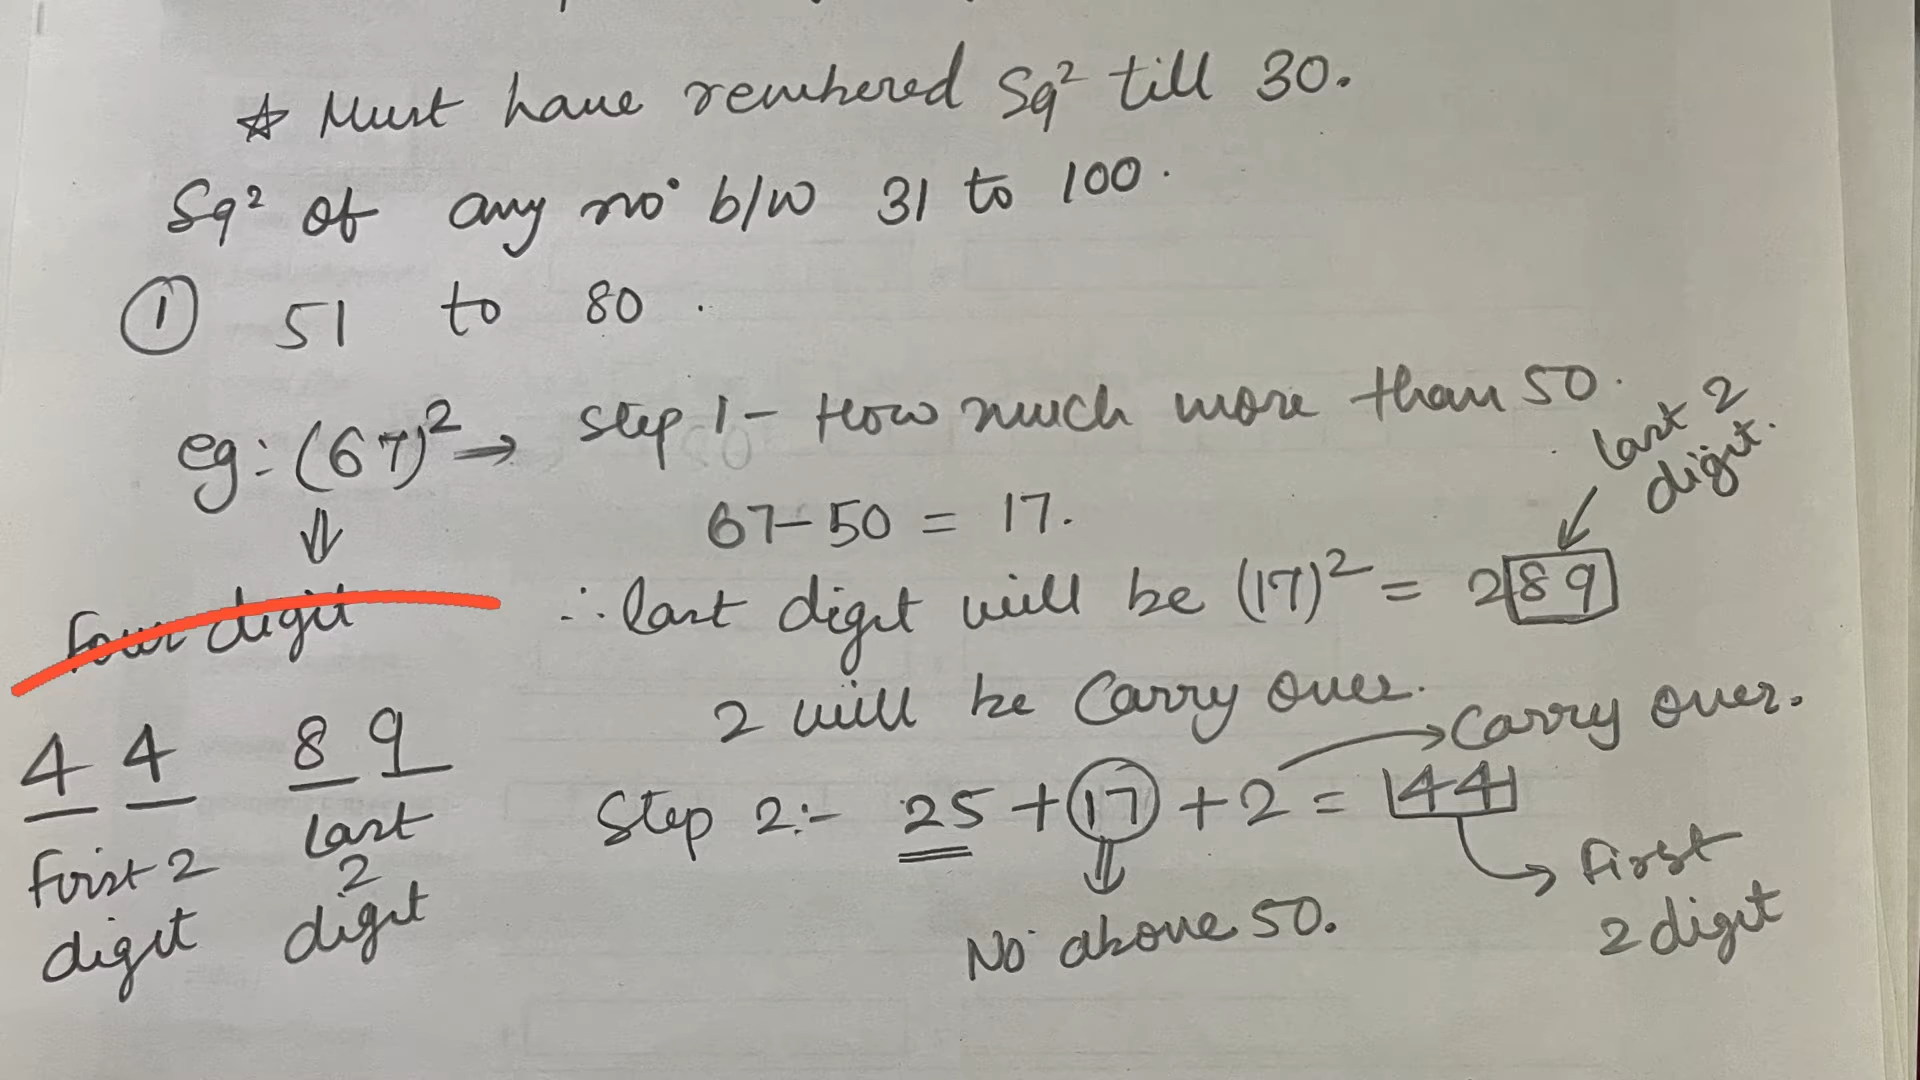 ☆ Must have rembered Sq² till 30.
Sq² of any no b/w 31 to 100.
① 51 to 80.
eg: (67)² → Step 1 - How much more than 50.
67-50 = 17.
last 2
digit.
Four digit
∴ last digit will be (17)² = 289
2 will be Carry over.
→ Carry over.
4 4 8 9
First 2
digit
last
2
digit
Step 2:- 25 + 17 + 2 = 44
No above 50.
First
2 digit